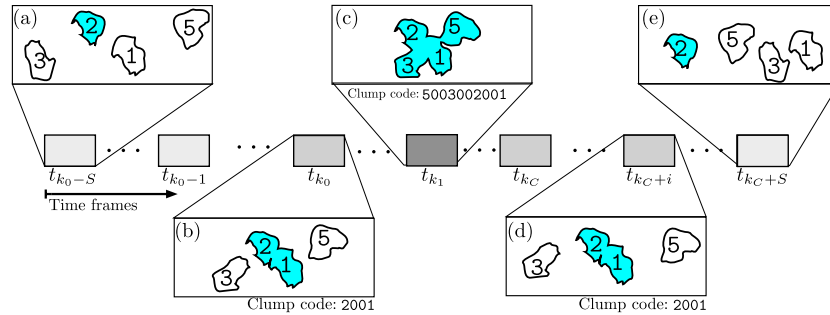 (a)
2
5
3
1
(c)
2
5
3
1
Clump code: 5003002001
(e)
2
5
3
1
t_{k_0-S}
t_{k_0-1}
t_{k_0}
t_{k_1}
t_{k_C}
t_{k_C+i}
t_{k_C+S}
Time frames
(b)
2
1
5
3
Clump code: 2001
(d)
2
1
5
3
Clump code: 2001